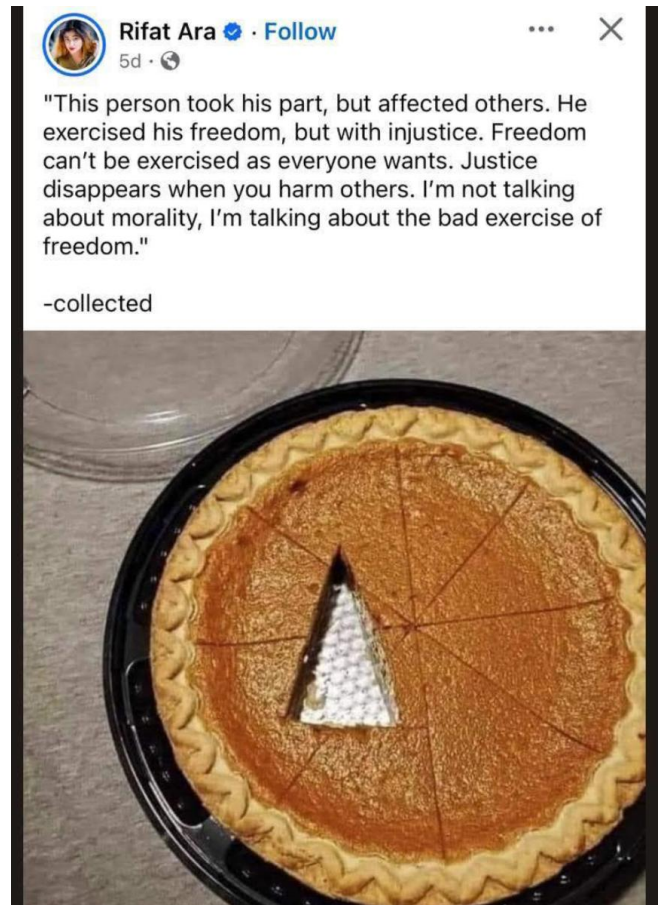 Rifat Ara · Follow
5d ·
"This person took his part, but affected others. He
exercised his freedom, but with injustice. Freedom
can't be exercised as everyone wants. Justice
disappears when you harm others. I'm not talking
about morality, I'm talking about the bad exercise of
freedom."
-collected